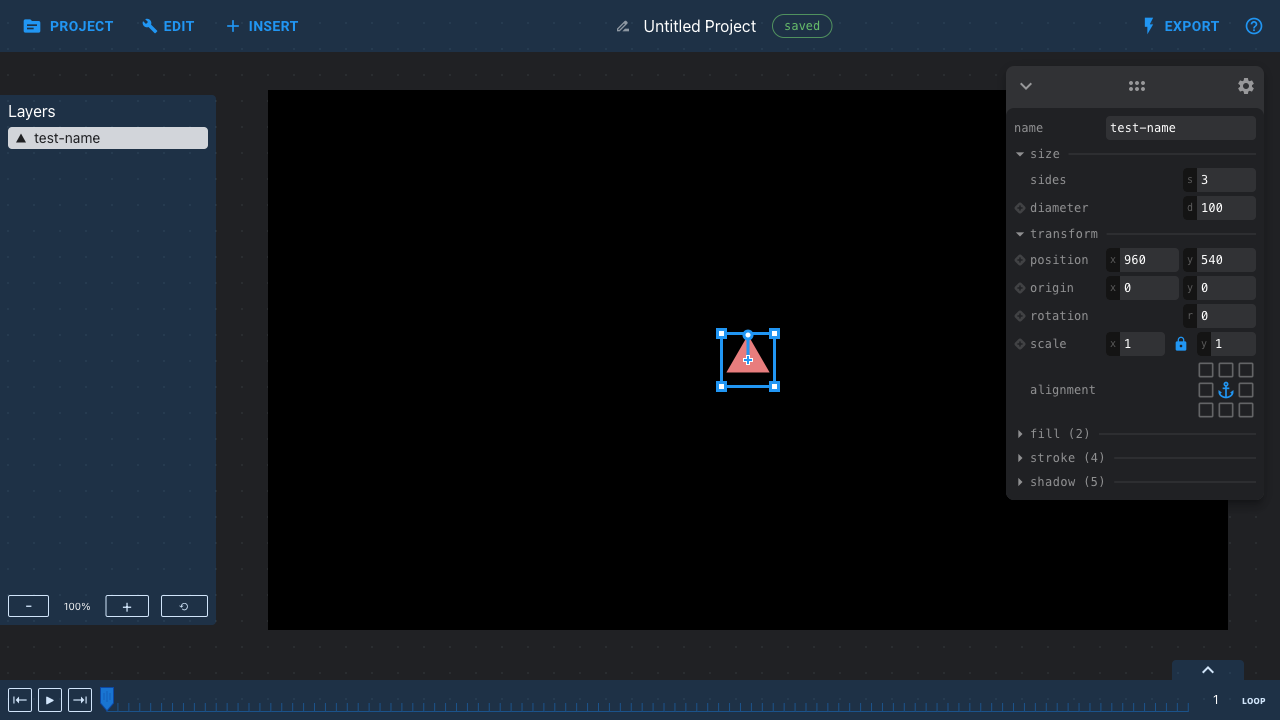 PROJECT EDIT INSERT Untitled Project saved EXPORT
Layers
test-name
- 100% +
name test-name
size
sides s 3
diameter d 100
transform
position x 960 y 540
origin x 0 y 0
rotation r 0
scale x 1 y 1
alignment
fill (2)
stroke (4)
shadow (5)
1 LOOP